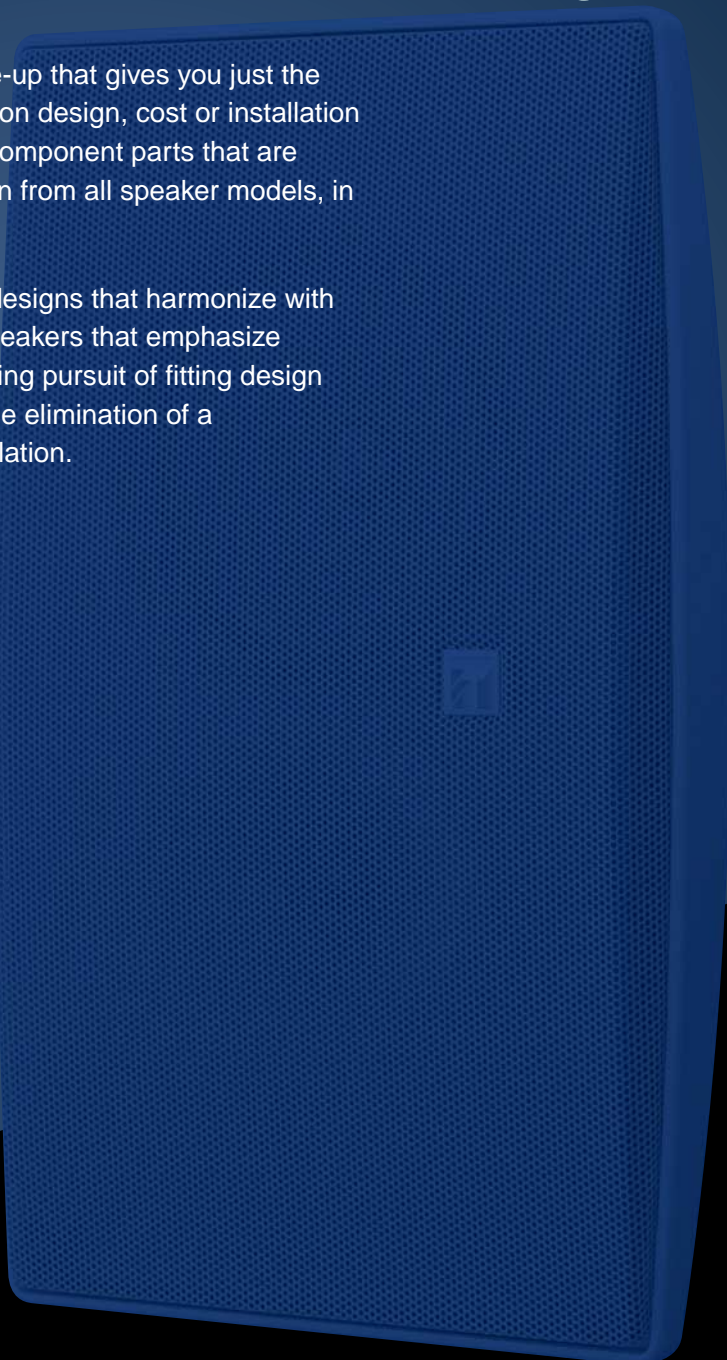 -up that gives you just the
on design, cost or installation
component parts that are
n from all speaker models, in
designs that harmonize with
eakers that emphasize
ing pursuit of fitting design
e elimination of a
lation.